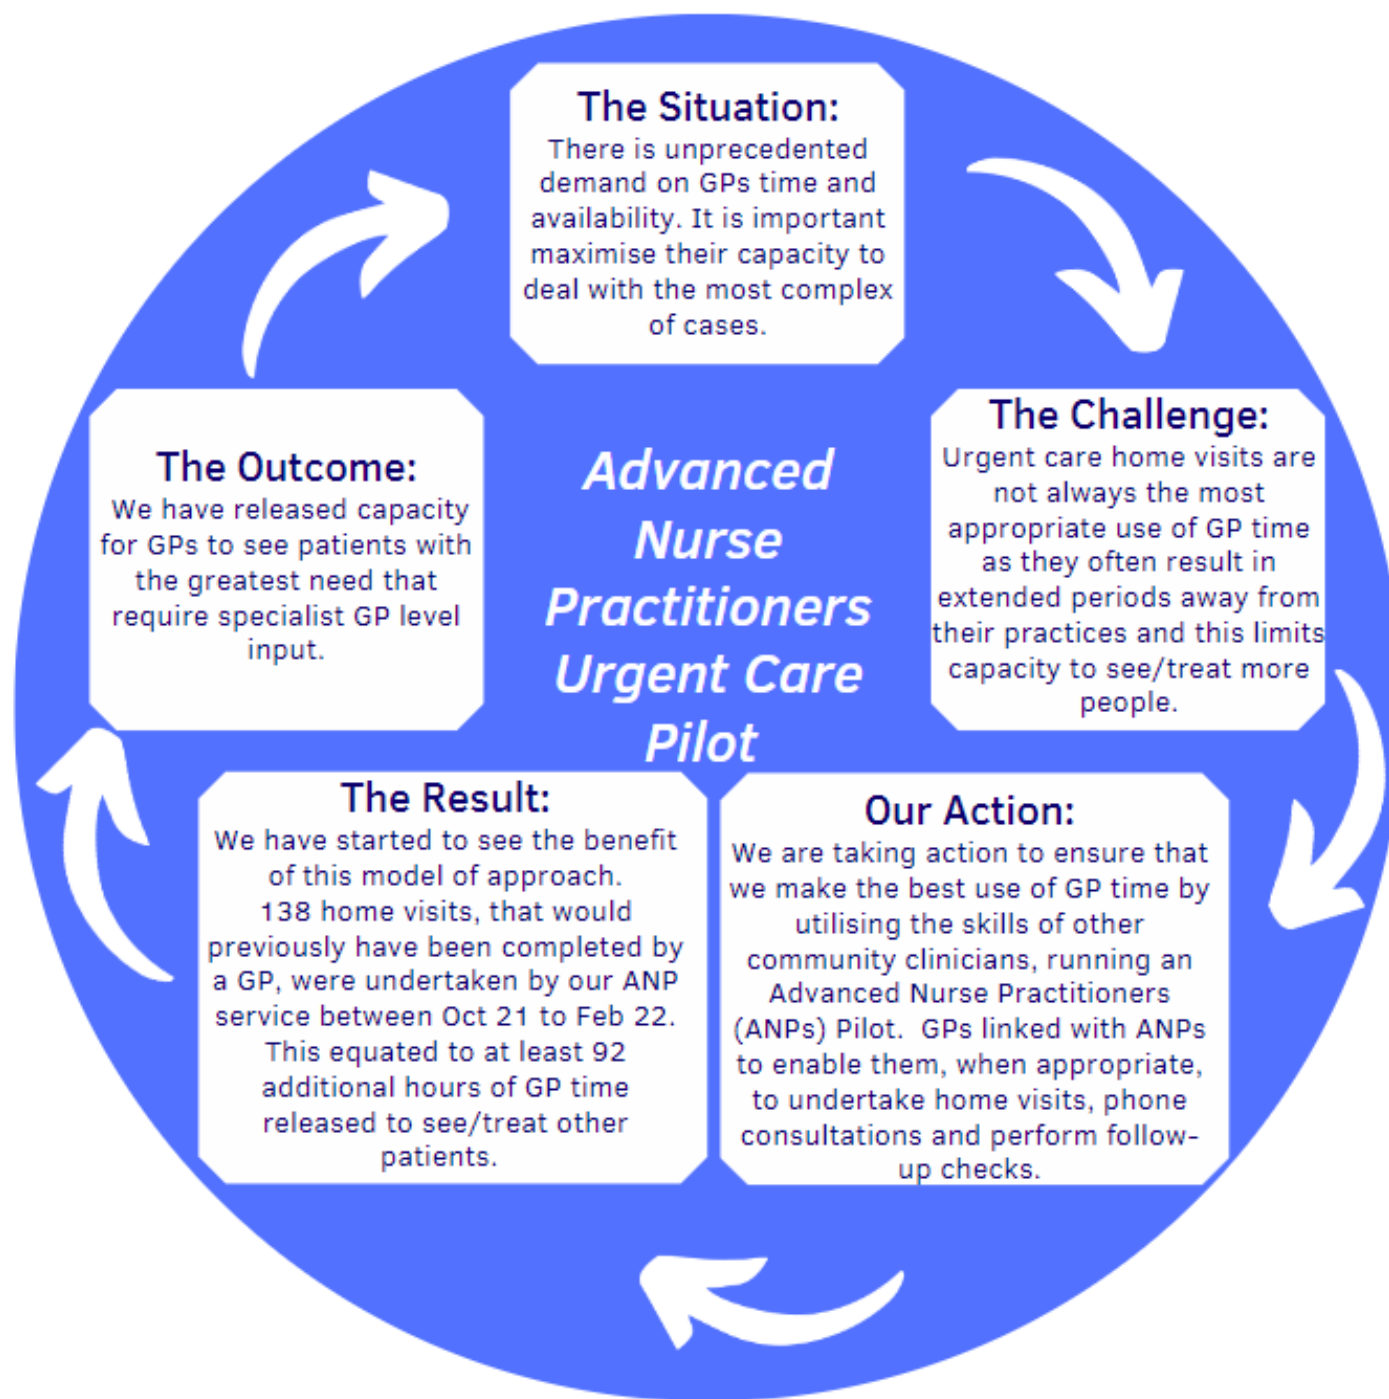 The Situation:
There is unprecedented
demand on GPs time and
availability. It is important
maximise their capacity to
deal with the most complex
of cases.
The Challenge:
Urgent care home visits are
not always the most
appropriate use of GP time
as they often result in
extended periods away from
their practices and this limits
capacity to see/treat more
people.
Our Action:
We are taking action to ensure that
we make the best use of GP time by
utilising the skills of other
community clinicians, running an
Advanced Nurse Practitioners
(ANPs) Pilot.  GPs linked with ANPs
to enable them, when appropriate,
to undertake home visits, phone
consultations and perform follow-
up checks.
The Result:
We have started to see the benefit
of this model of approach.
138 home visits, that would
previously have been completed by
a GP, were undertaken by our ANP
service between Oct 21 to Feb 22.
This equated to at least 92
additional hours of GP time
released to see/treat other
patients.
The Outcome:
We have released capacity
for GPs to see patients with
the greatest need that
require specialist GP level
input.
Advanced
Nurse
Practitioners
Urgent Care
Pilot